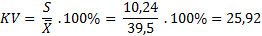 KV = S/X̿ . 100% = 10,24/39,5 . 100% = 25,92